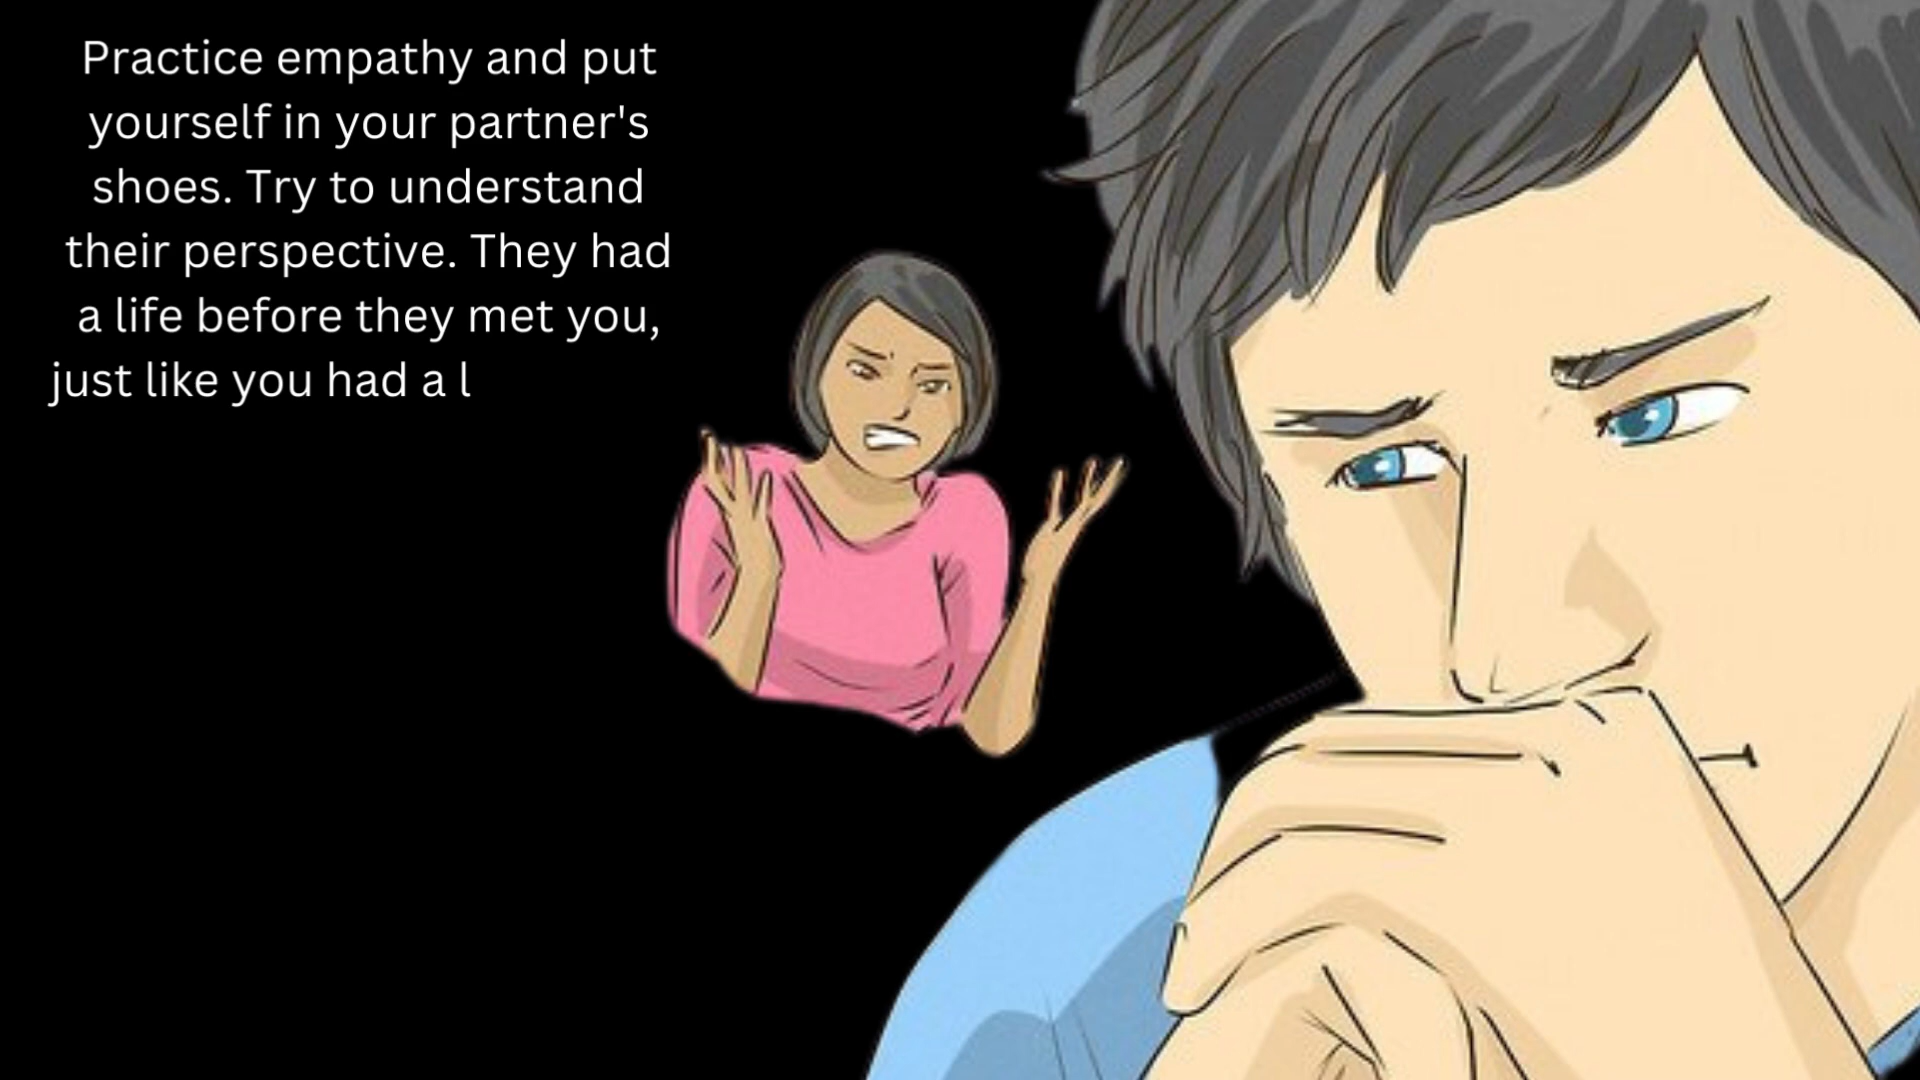 Practice empathy and put
yourself in your partner's
shoes. Try to understand
their perspective. They had
a life before they met you,
just like you had a l